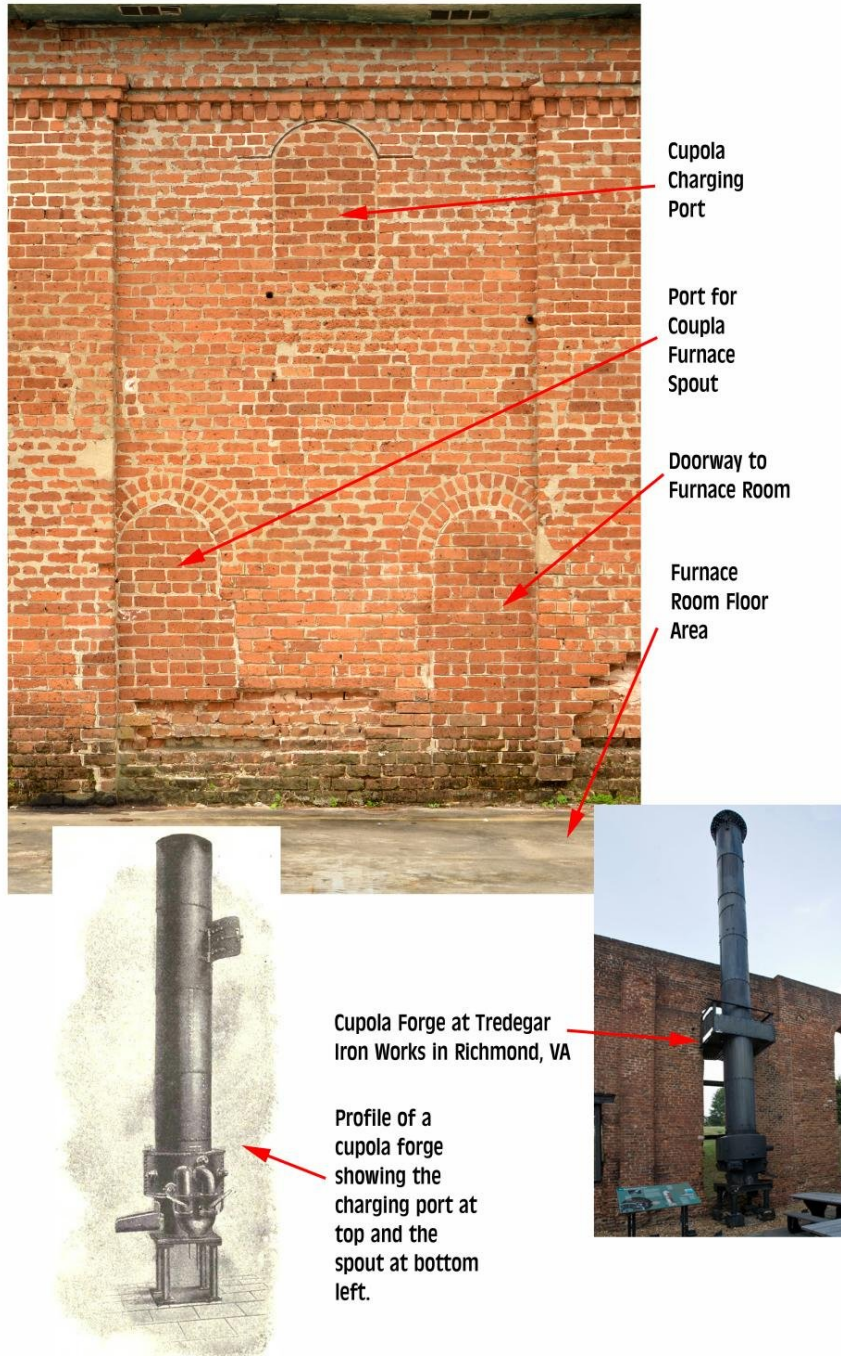 Cupola
Charging
Port
Port for
Coupla
Furnace
Spout
Doorway to
Furnace Room
Furnace
Room Floor
Area
Cupola Forge at Tredegar
Iron Works in Richmond, VA
Profile of a
cupola forge
showing the
charging port at
top and the
spout at bottom
left.